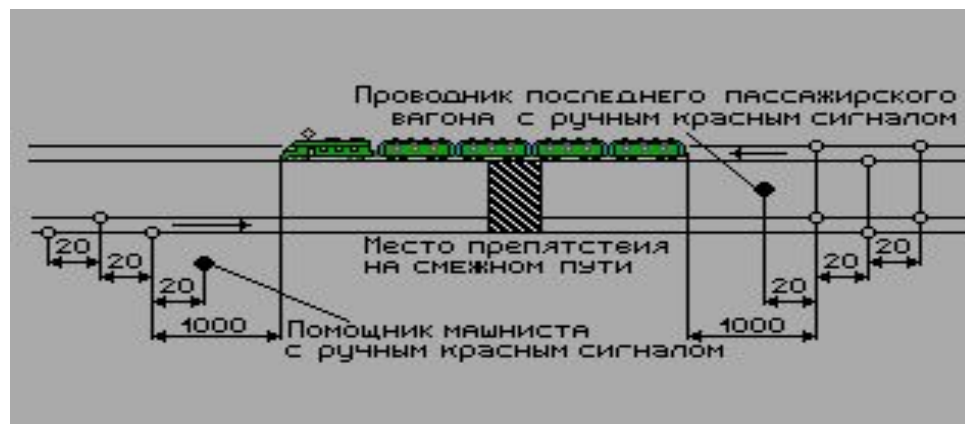 Проводник последнего пассажирского
вагона с ручным красным сигналом
Место препятствия
на смежном пути
20
20
20
20
20
20
1000
1000
Помощник машниста
с ручным красным сигналом